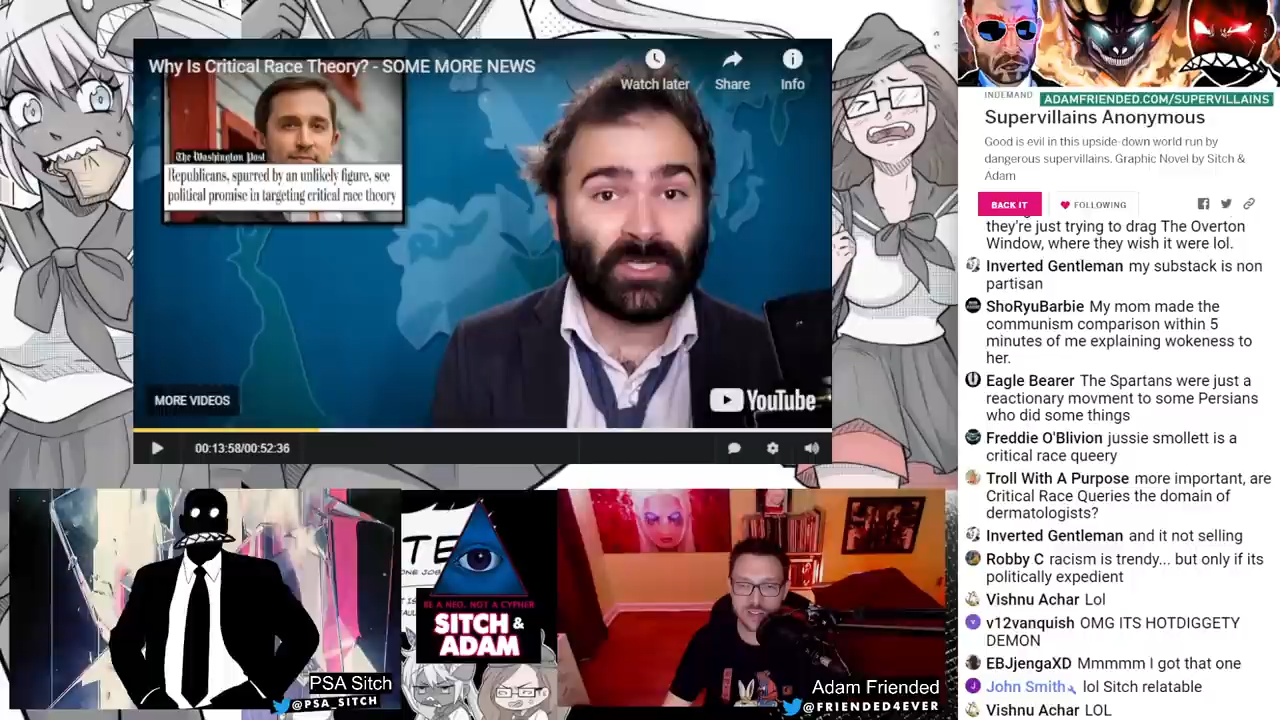 Why Is Critical Race Theory? - SOME MORE NEWS
Watch later
Share
Info
The Washington Post
Republicans, spurred by an unlikely figure, see
political promise in targeting critical race theory
MORE VIDEOS
YouTube
00:13:58/00:52:36
BE A NEO, NOT A CYPHER
SITCH &
ADAM
PSA Sitch
@PSA_SITCH
Adam Friended
@FRIENDED4EVER
INDEMAND
ADAMFRIENDED.COM/SUPERVILLAINS
Supervillains Anonymous
Good is evil in this upside-down world run by
dangerous supervillains. Graphic Novel by Sitch &
Adam
BACK IT
FOLLOWING
they're just trying to drag The Overton
Window, where they wish it were lol.
Inverted Gentleman my substack is non
partisan
ShoRyuBarbie My mom made the
communism comparison within 5
minutes of me explaining wokeness to
her.
Eagle Bearer The Spartans were just a
reactionary movment to some Persians
who did some things
Freddie O'Blivion jussie smollett is a
critical race queery
Troll With A Purpose more important, are
Critical Race Queries the domain of
dermatologists?
Inverted Gentleman and it not selling
Robby C racism is trendy... but only if its
politically expedient
Vishnu Achar Lol
v12vanquish OMG ITS HOTDIGGETY
DEMON
EBJjengaXD Mmmmm I got that one
John Smith lol Sitch relatable
Vishnu Achar LOL